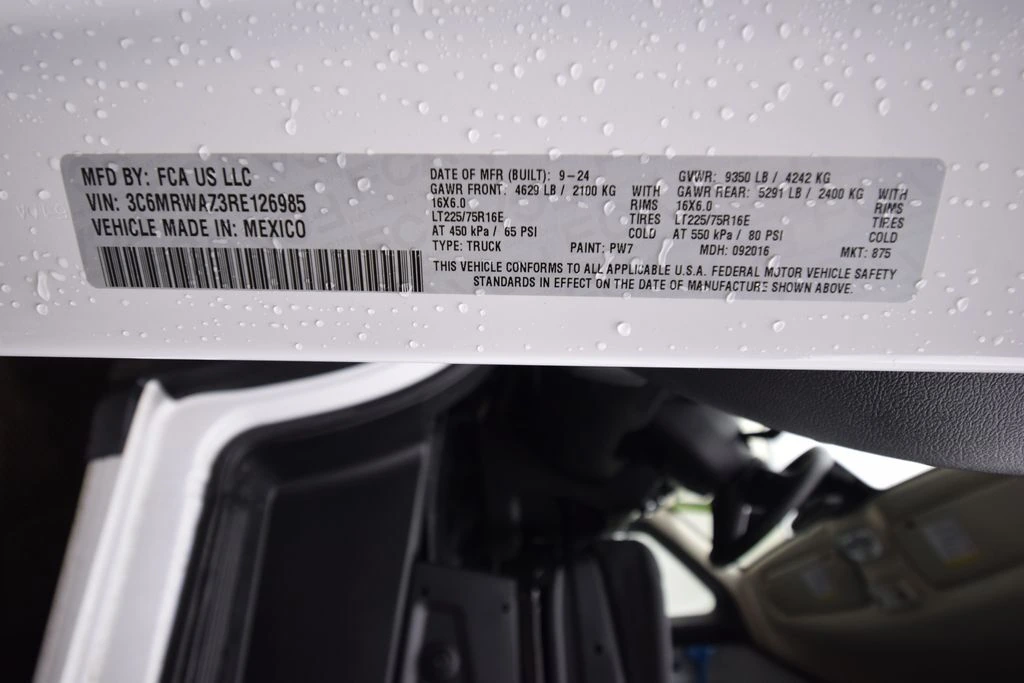 MFD BY: FCA US LLC
VIN: 3C6MRWA73RE126985
VEHICLE MADE IN: MEXICO
DATE OF MFR (BUILT): 9-24
GAWR FRONT: 4629 LB / 2100 KG WITH
16X6.0 RIMS
LT225/75R16E TIRES
AT 450 kPa / 65 PSI COLD
GVWR: 9350 LB / 4242 KG
GAWR REAR: 5291 LB / 2400 KG WITH
16X6.0 RIMS
LT225/75R16E TIRES
AT 550 kPa / 80 PSI COLD
TYPE: TRUCK PAINT: PW7 MDH: 092016 MKT: 875
THIS VEHICLE CONFORMS TO ALL APPLICABLE U.S.A. FEDERAL MOTOR VEHICLE SAFETY
STANDARDS IN EFFECT ON THE DATE OF MANUFACTURE SHOWN ABOVE.